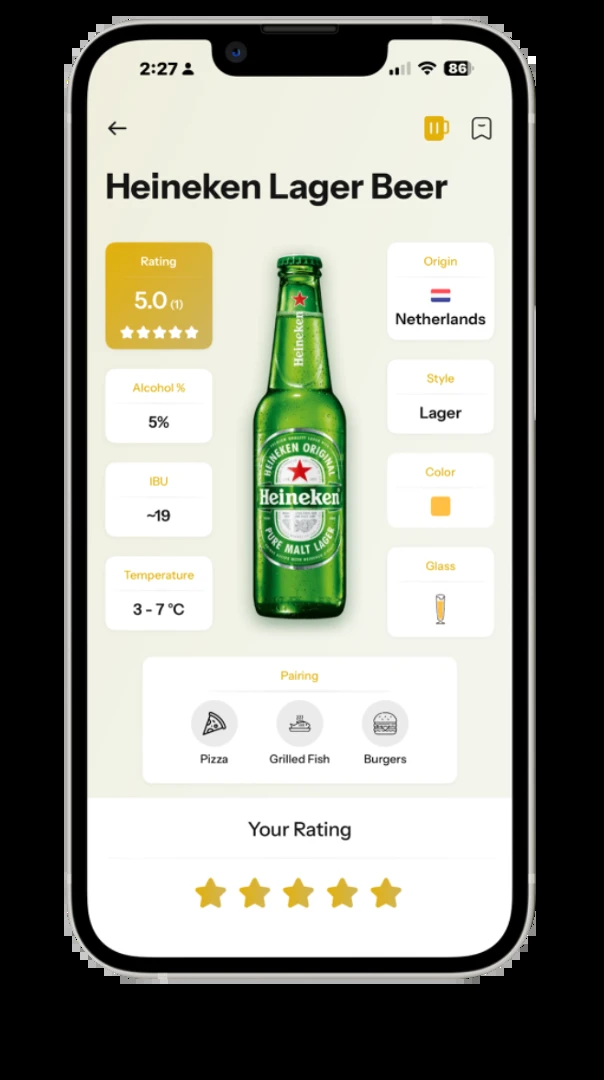 2:27
86
Heineken Lager Beer
Rating
5.0 (1)
Alcohol %
5%
IBU
~19
Temperature
3 - 7 °C
Heineken
HEINEKEN ORIGINAL
Heineken
PURE MALT LAGER
Origin
Netherlands
Style
Lager
Color
Glass
Pairing
Pizza
Grilled Fish
Burgers
Your Rating